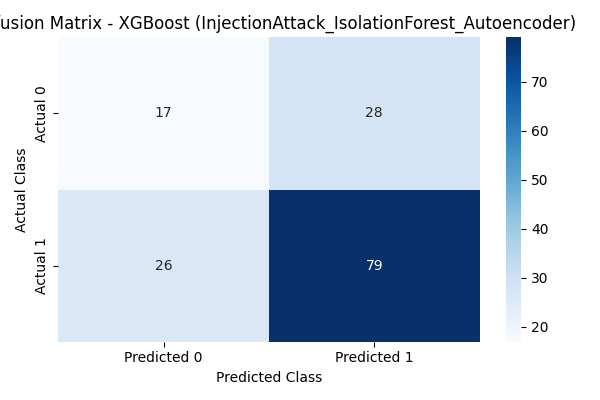 usion Matrix - XGBoost (InjectionAttack_IsolationForest_Autoencoder)
Actual Class
Actual 0
17
28
Actual 1
26
79
Predicted 0
Predicted 1
Predicted Class
70
60
50
40
30
20